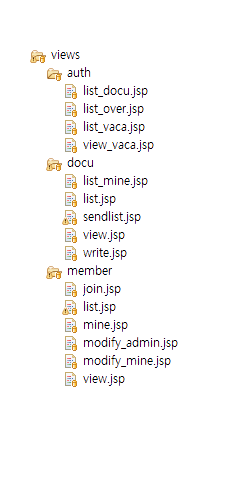 views
auth
list_docu.jsp
list_over.jsp
list_vaca.jsp
view_vaca.jsp
docu
list_mine.jsp
list.jsp
sendlist.jsp
view.jsp
write.jsp
member
join.jsp
list.jsp
mine.jsp
modify_admin.jsp
modify_mine.jsp
view.jsp